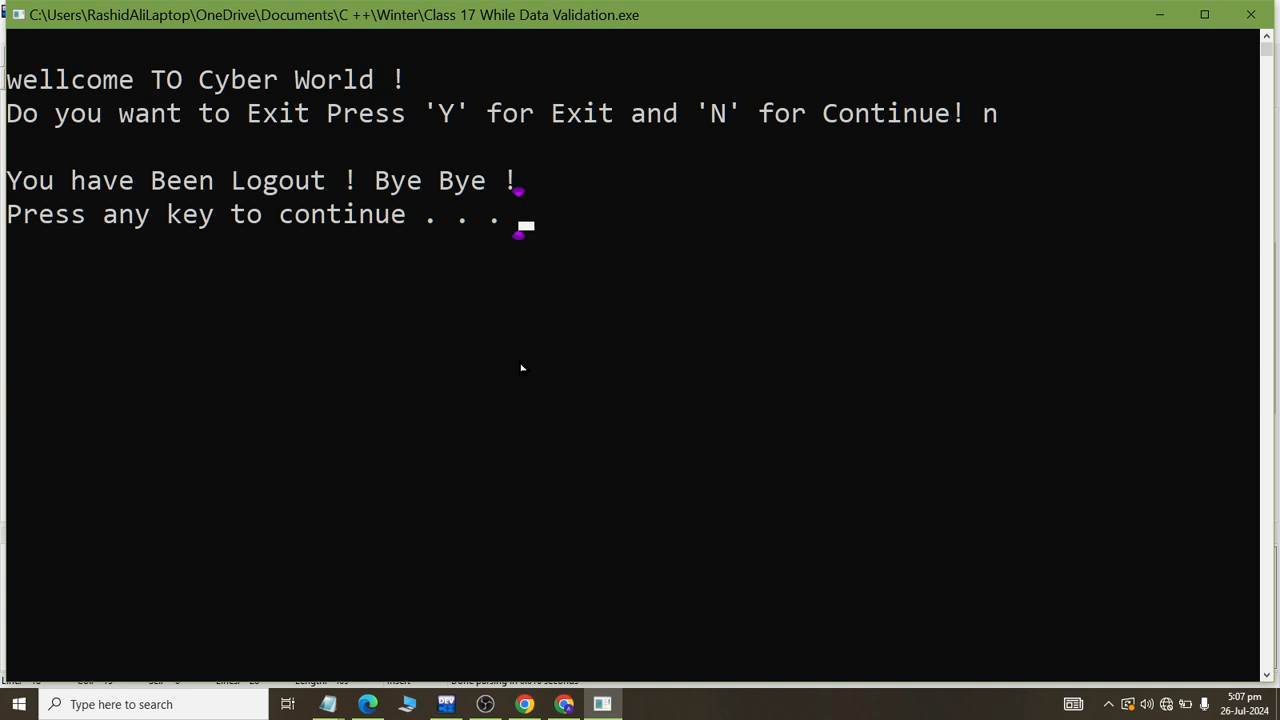 C:\Users\RashidAliLaptop\OneDrive\Documents\C ++\Winter\Class 17 While Data Validation.exe
wellcome TO Cyber World !
Do you want to Exit Press 'Y' for Exit and 'N' for Continue! n
You have Been Logout ! Bye Bye !
Press any key to continue . . .
Type here to search
DEV
5:07 pm
26-Jul-2024